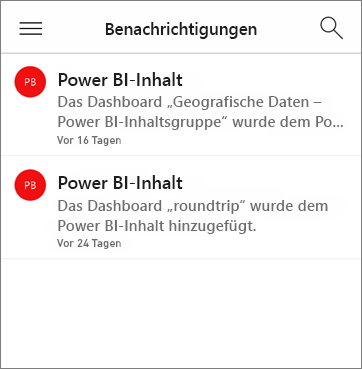 Benachrichtigungen
PB
Power BI-Inhalt
Das Dashboard „Geografische Daten –
Power BI-Inhaltsgruppe“ wurde dem Po...
Vor 16 Tagen
PB
Power BI-Inhalt
Das Dashboard „roundtrip“ wurde dem
Power BI-Inhalt hinzugefügt.
Vor 24 Tagen